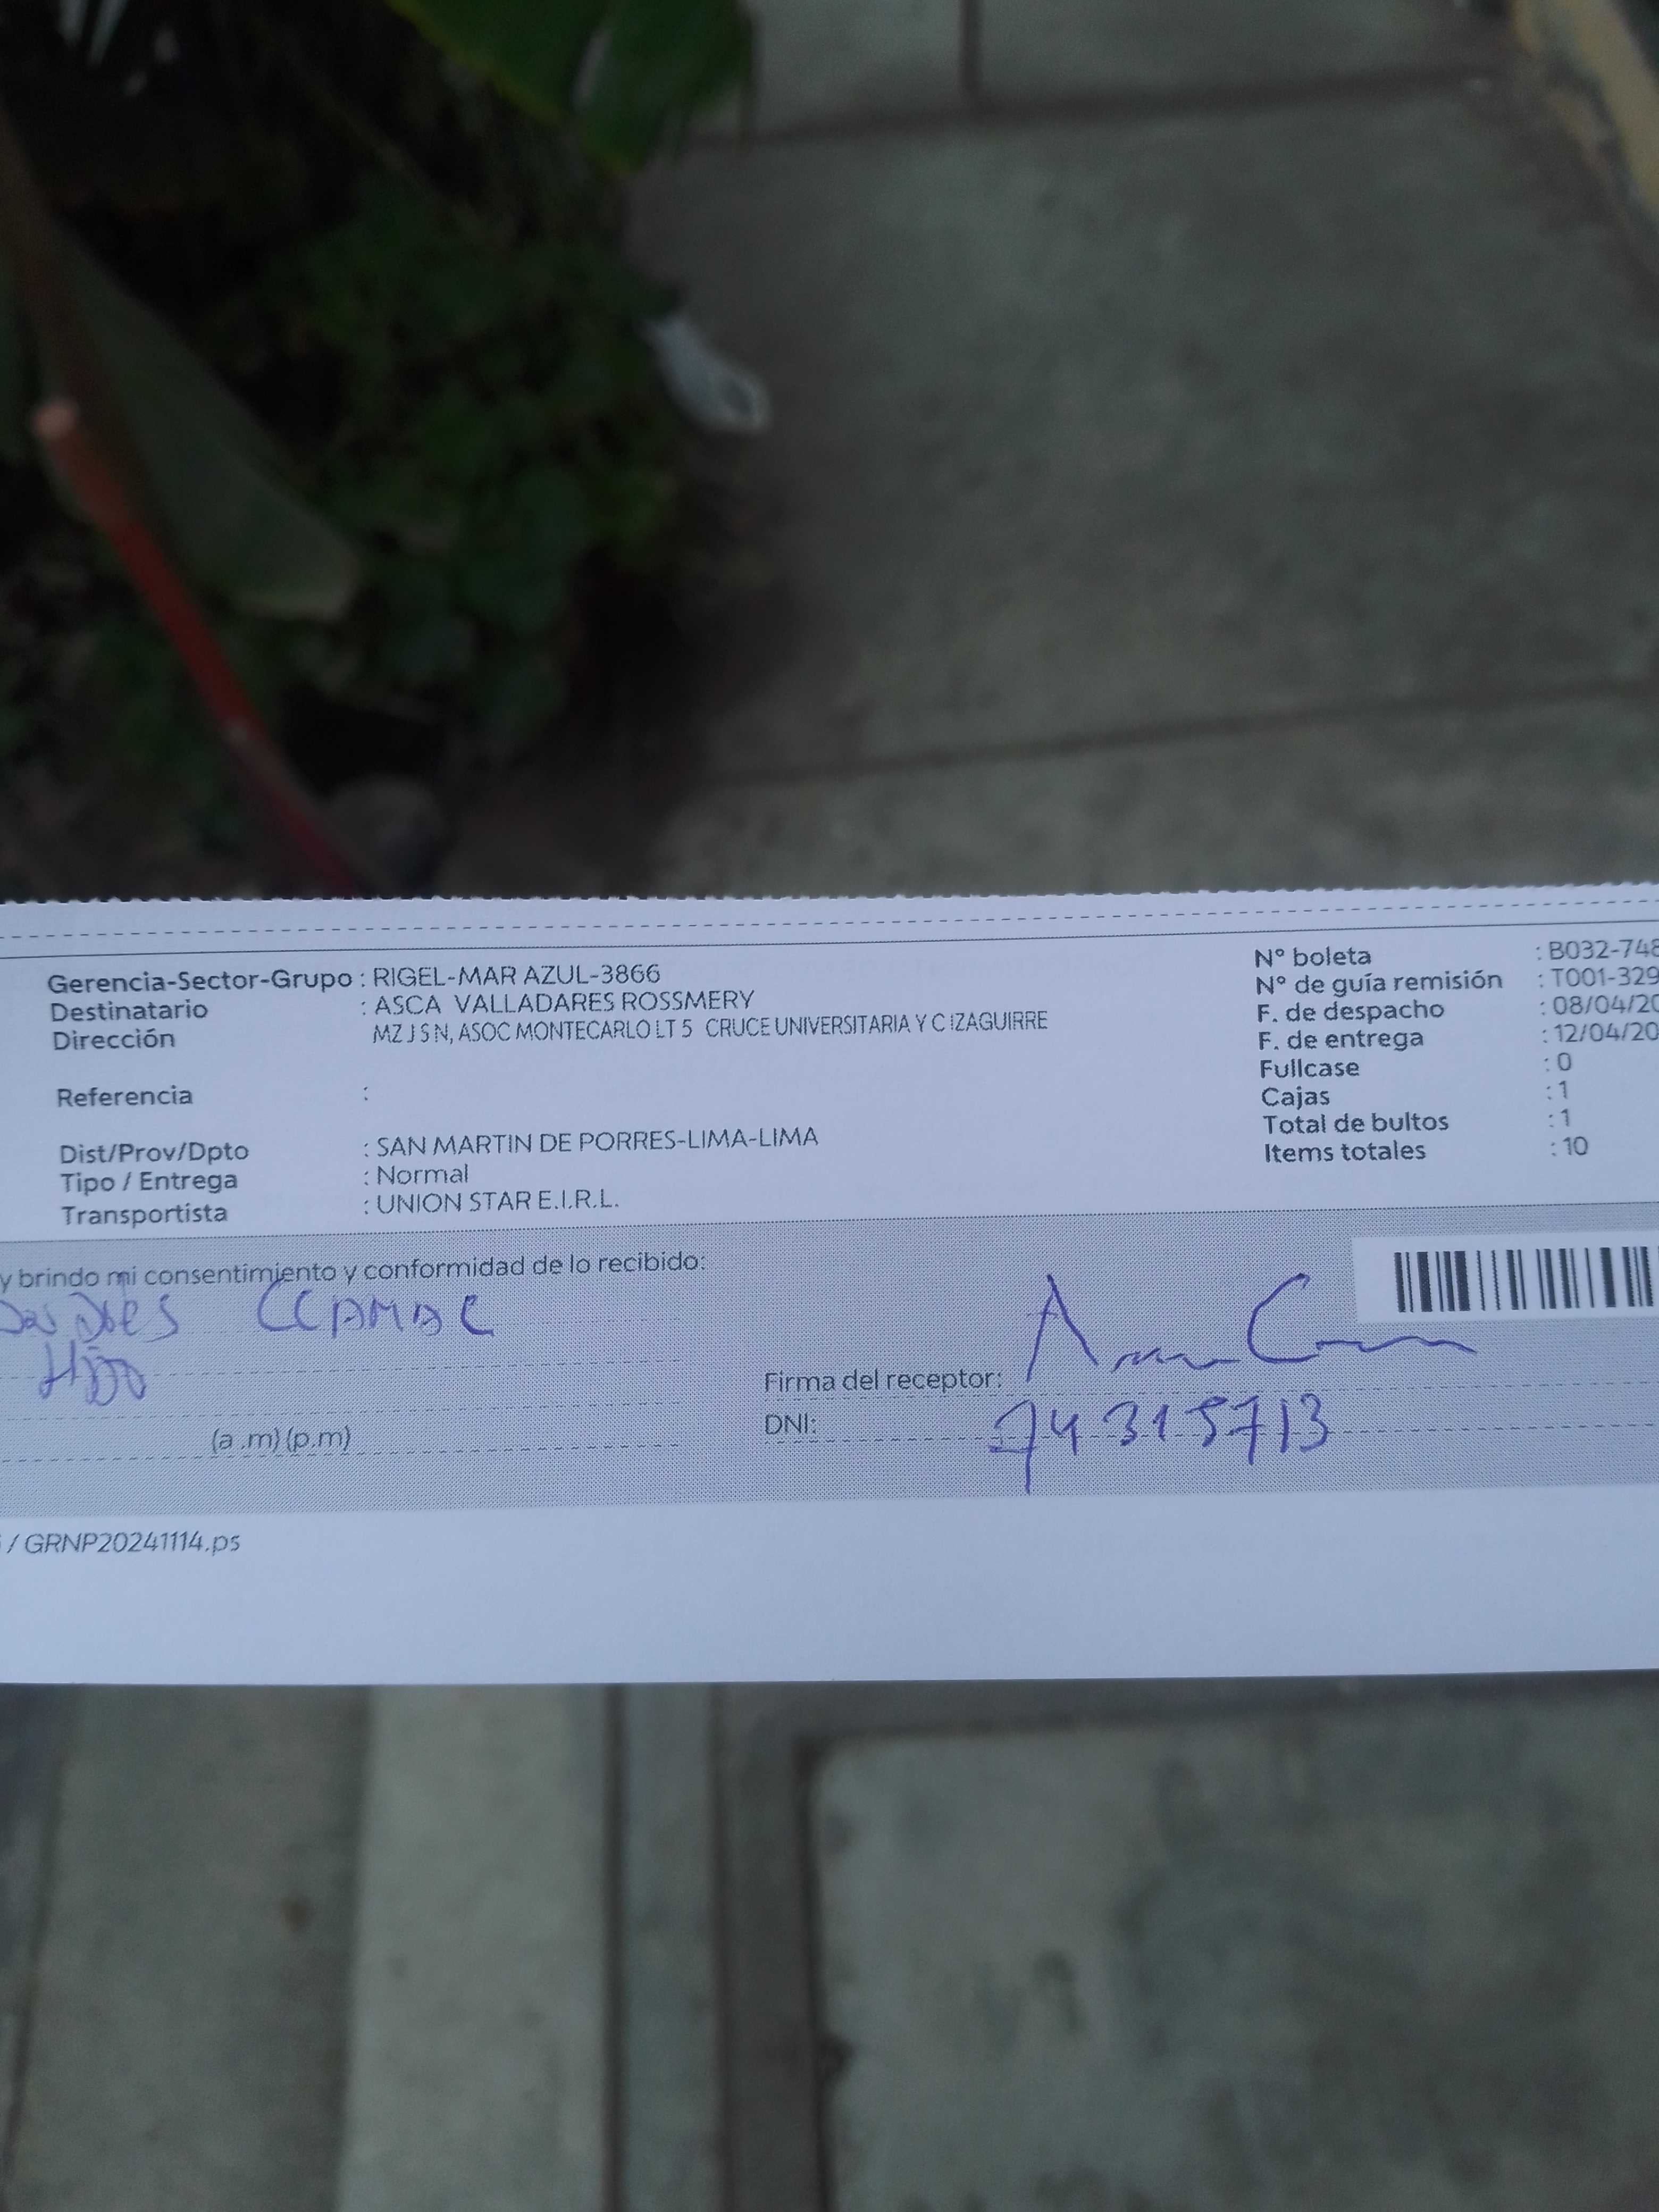 Gerencia-Sector-Grupo : RIGEL-MAR AZUL-3866
Destinatario : ASCA VALLADARES ROSSMERY
Dirección MZ J S N, ASOC MONTECARLO LT 5 CRUCE UNIVERSITARIA Y C IZAGUIRRE
Referencia :
Dist/Prov/Dpto : SAN MARTIN DE PORRES-LIMA-LIMA
Tipo / Entrega : Normal
Transportista : UNION STAR E.I.R.L.
N° boleta : B032-748
N° de guía remisión : T001-329
F. de despacho : 08/04/20
F. de entrega : 12/04/20
Fullcase : 0
Cajas : 1
Total de bultos : 1
Items totales : 10
y brindo mi consentimiento y conformidad de lo recibido:
Firma del receptor:
(a .m) (p.m)
DNI: 74315713
/ GRNP20241114.ps